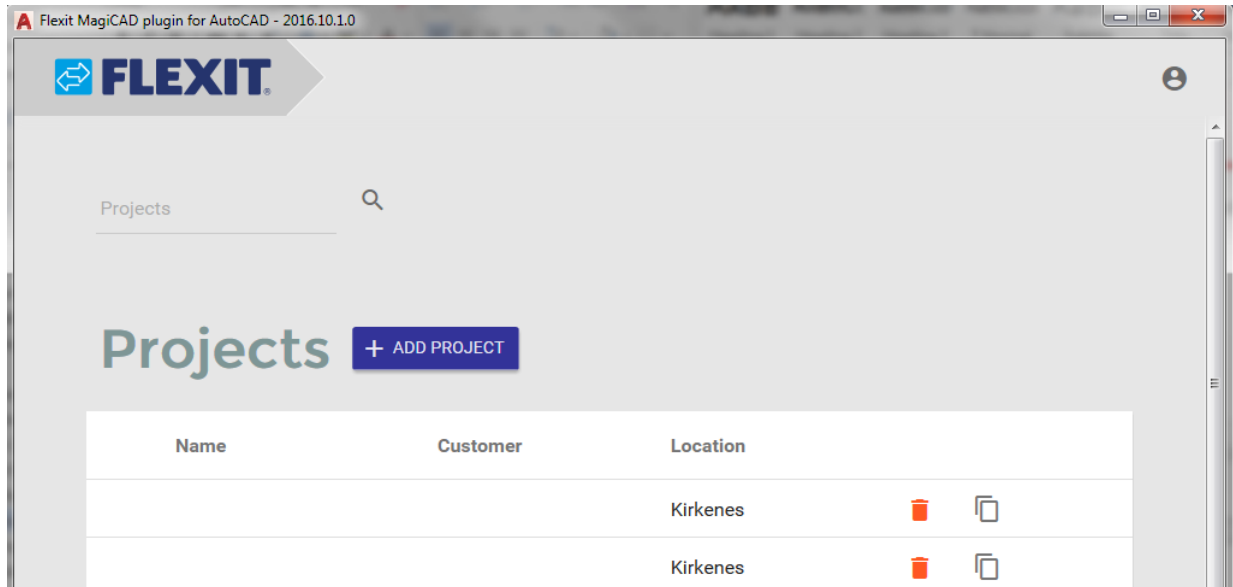 Flexit MagiCAD plugin for AutoCAD - 2016.10.1.0
FLEXIT®
Projects
Projects
+ ADD PROJECT
Name Customer Location
Kirkenes
Kirkenes